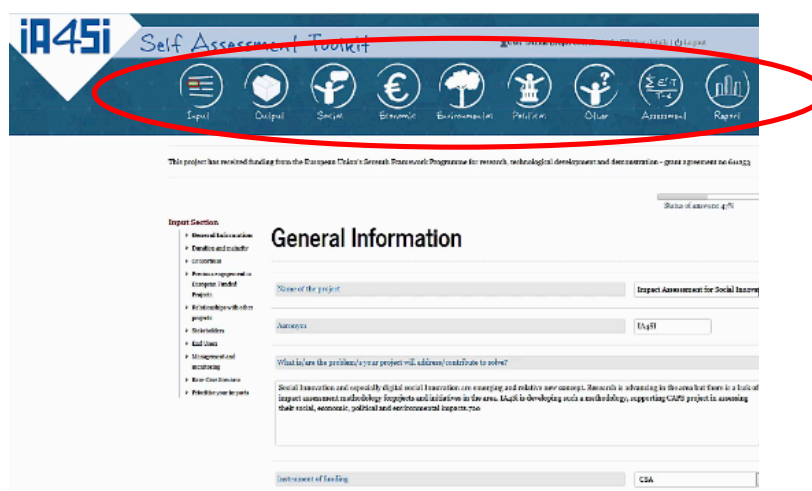 iA4Si
Self Assessment Toolkit
Input Output Social Economic Environmental Political Other Assessment Report
This project has received funding from the European Union's Seventh Framework Programme for research, technological development and demonstration - grant agreement no 611253
Status of answers: 47%
Input Section
General Information
Duration and maturity
Consortium
Previous engagement in
European Funded
Projects
Relationships with other
projects
Stakeholders
End Users
Management and
monitoring
Prioritise your impacts
General Information
Name of the project
Impact Assessment for Social Innova
Acronym
IA4SI
What is/are the problem/s your project will address/contribute to solve?
Social Innovation and especially digital social Innovation are emerging and relative new concept. Research is advancing in the area but there is a lack of
impact assessment methodology forprojects and initiatives in the area. IA4SI is developing such a methodology, supporting CAPS project in assessing
their social, economic, political and environmental impacts.700
Instrument of funding
CSA